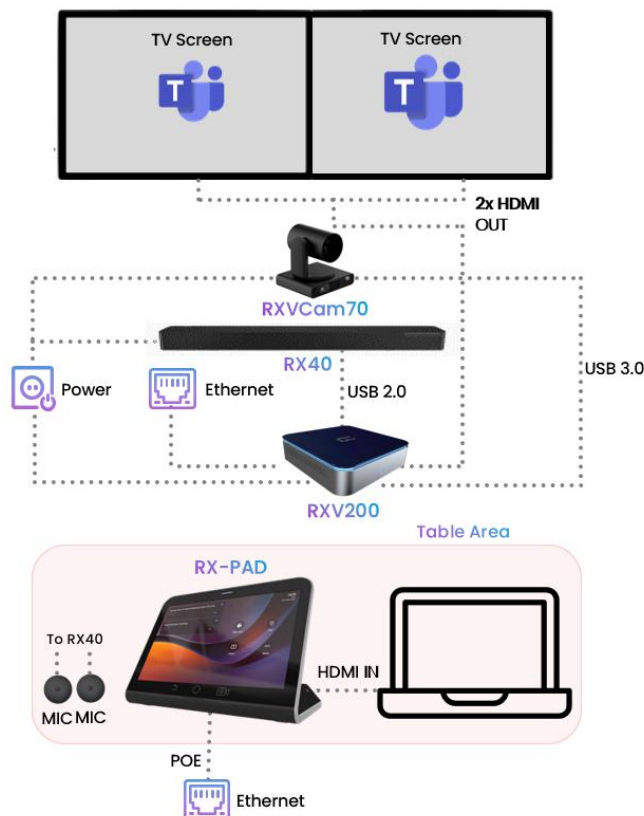 TV Screen
TV Screen
T
T
2x HDMI
OUT
RXVCam70
RX40
USB 3.0
Power
Ethernet
USB 2.0
RXV200
Table Area
RX-PAD
To RX40
HDMI IN
MIC
MIC
POE
Ethernet